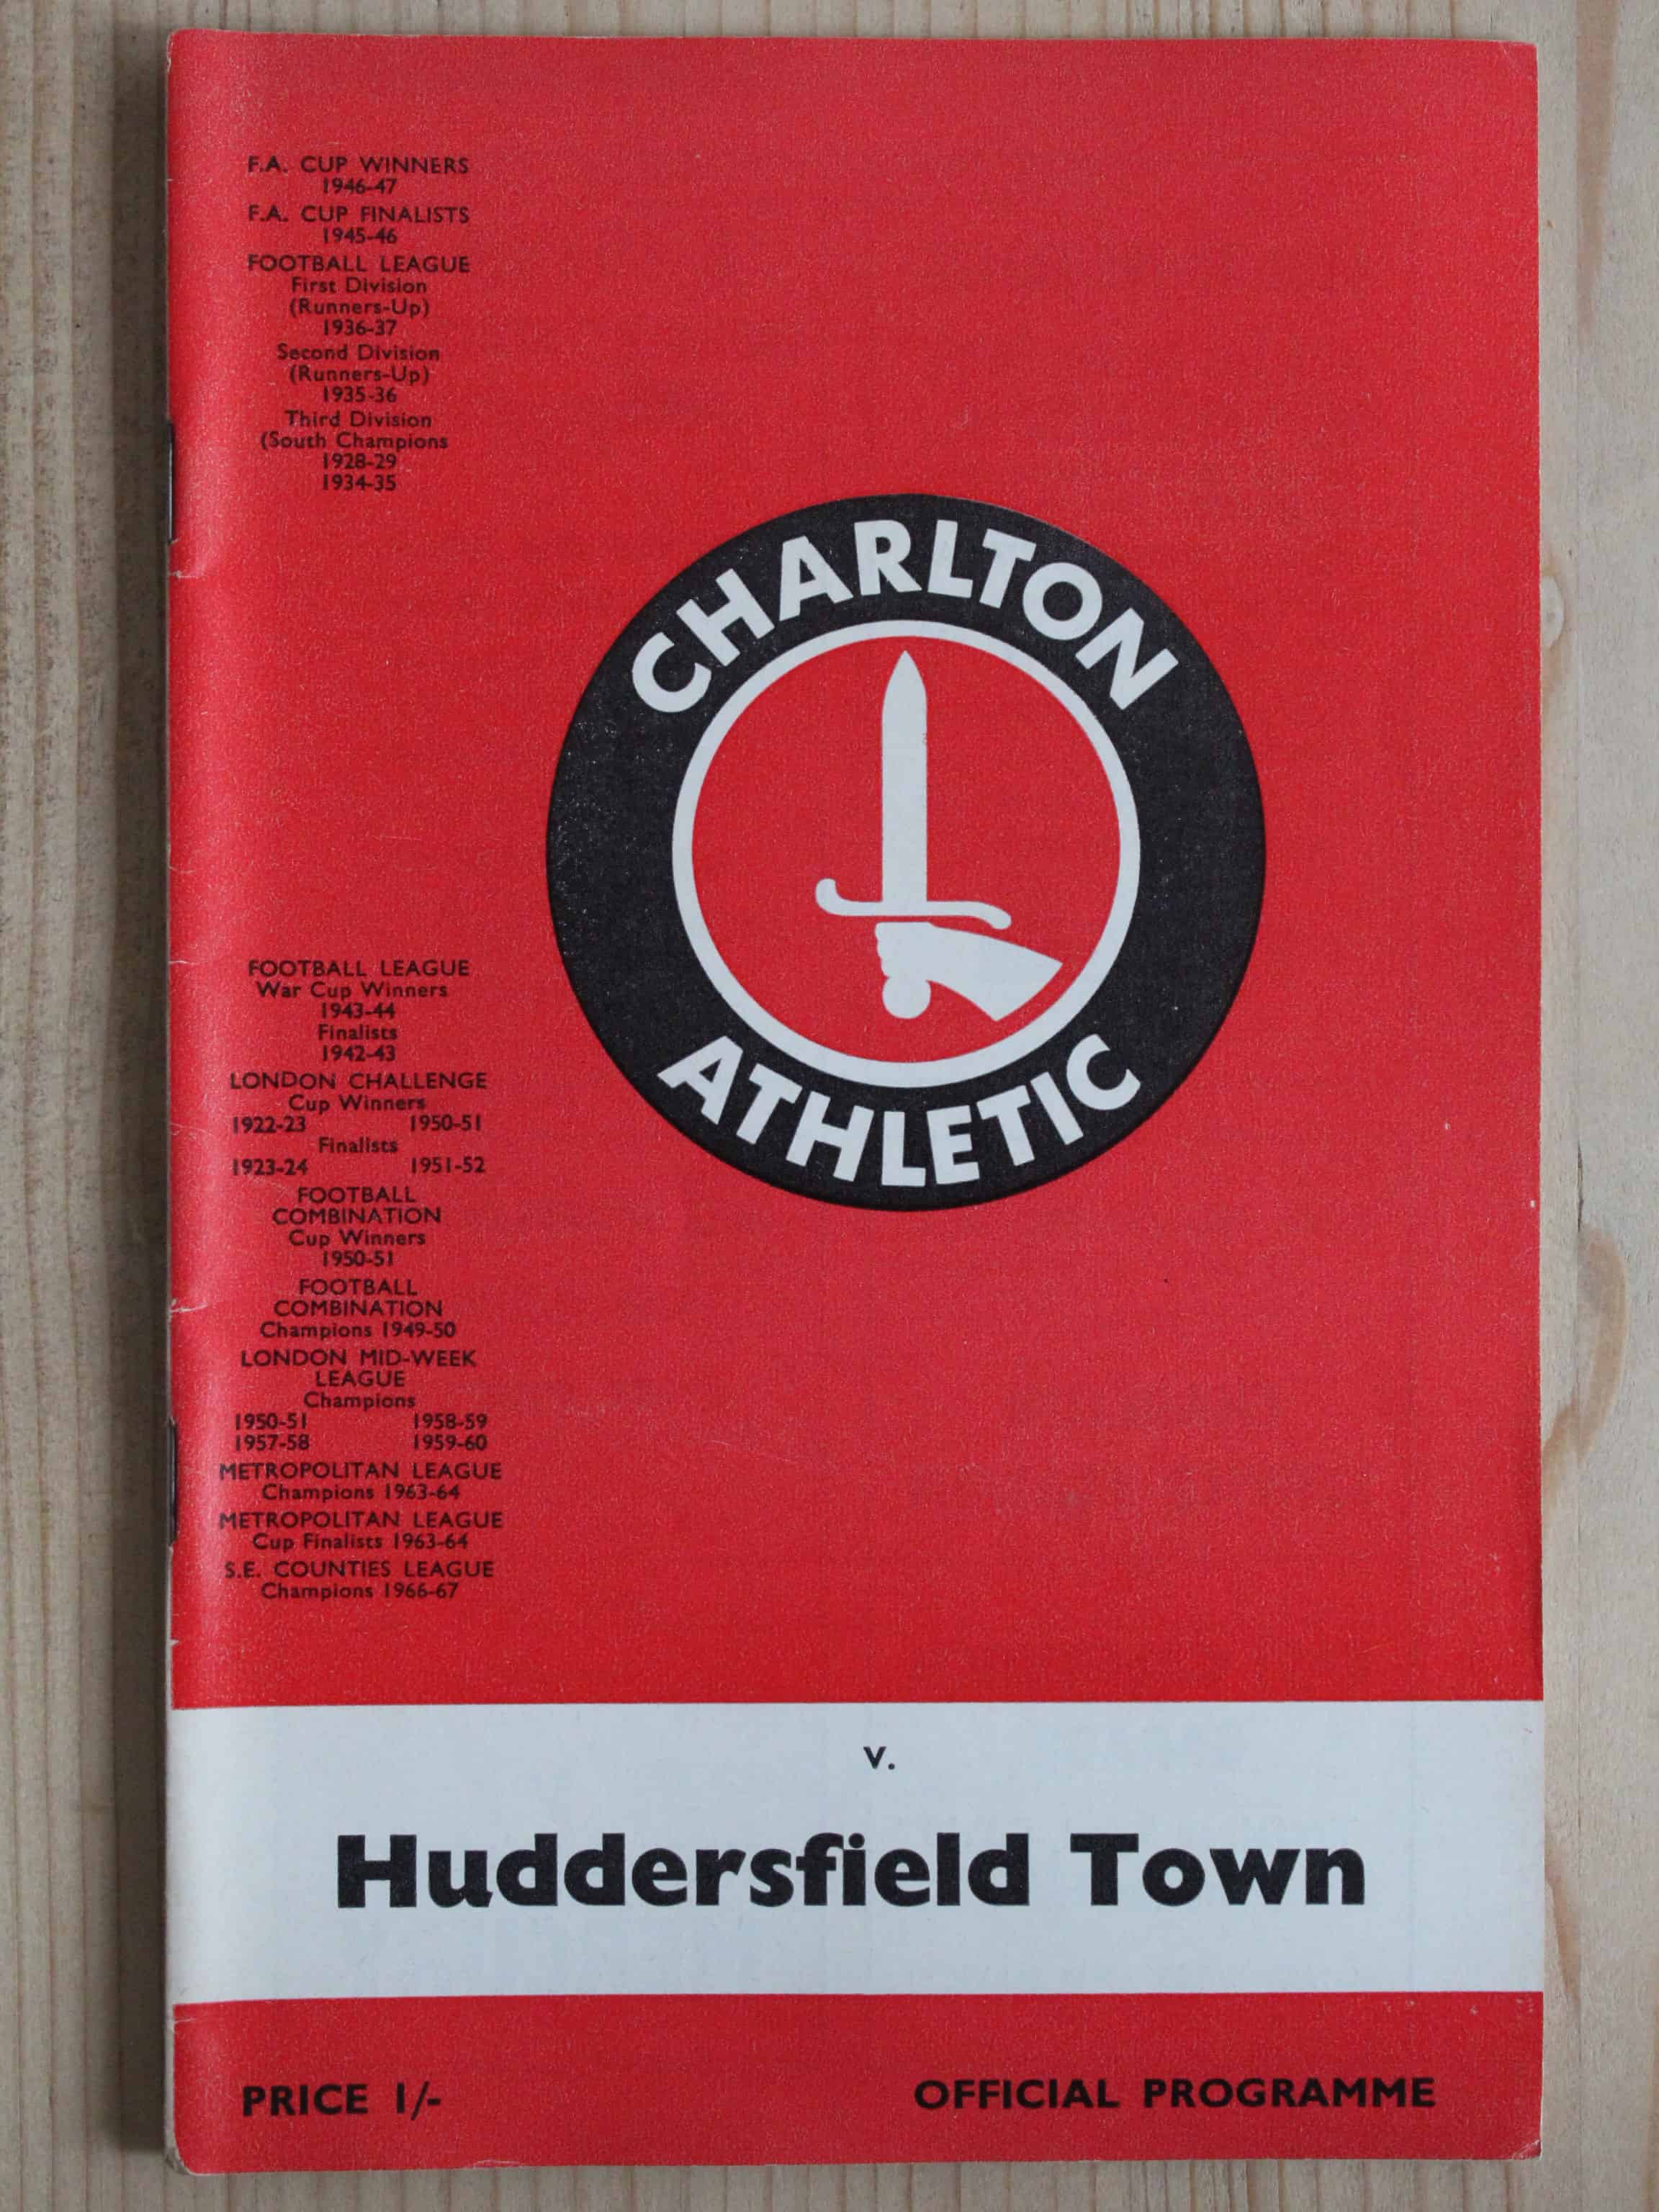 F.A. CUP WINNERS
1946-47
F.A. CUP FINALISTS
1945-46
FOOTBALL LEAGUE
First Division
(Runners-Up)
1936-37
Second Division
(Runners-Up)
1935-36
Third Division
(South Champions
1928-29
1934-35
CHARLTON
ATHLETIC
FOOTBALL LEAGUE
War Cup Winners
1943-44
Finalists
1942-43
LONDON CHALLENGE
Cup Winners
1922-23 1950-51
Finalists
1923-24 1951-52
FOOTBALL
COMBINATION
Cup Winners
1950-51
FOOTBALL
COMBINATION
Champions 1949-50
LONDON MID-WEEK
LEAGUE
Champions
1950-51 1958-59
1957-58 1959-60
METROPOLITAN LEAGUE
Champions 1963-64
METROPOLITAN LEAGUE
Cup Finalists 1963-64
S.E. COUNTIES LEAGUE
Champions 1966-67
v.
Huddersfield Town
PRICE 1/- OFFICIAL PROGRAMME